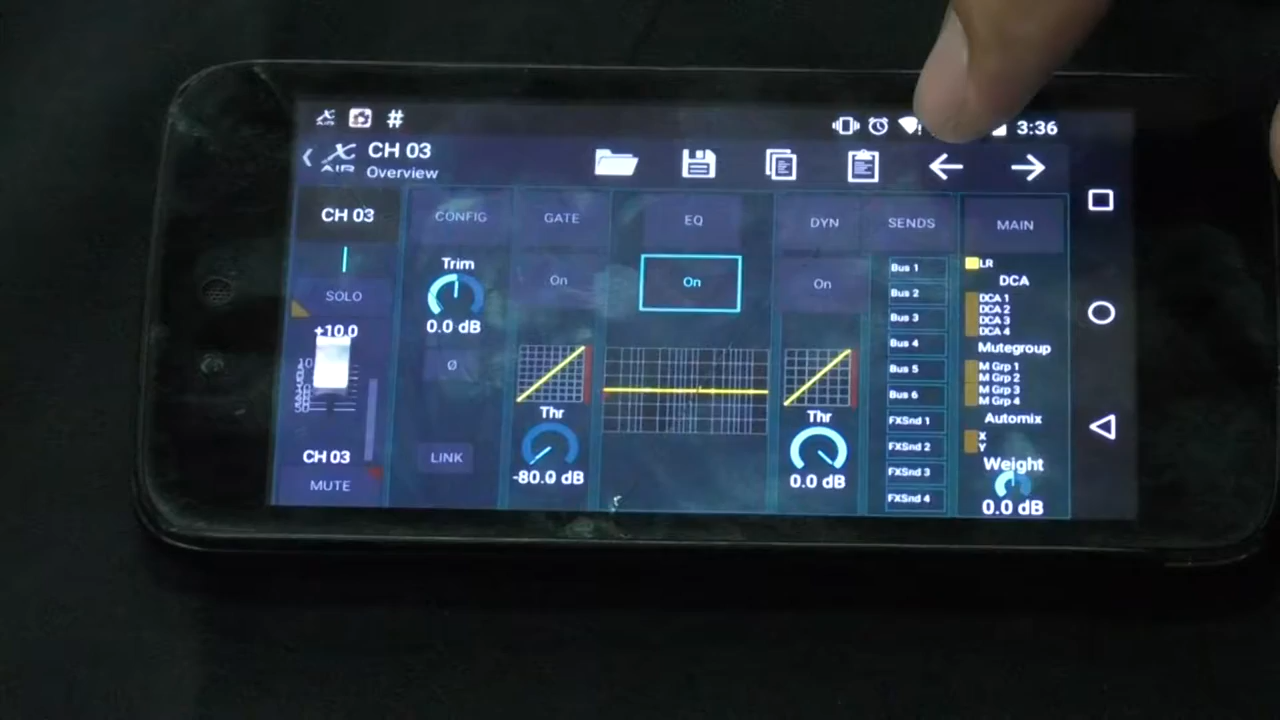 # 3:36
X AIR CH 03
Overview
CH 03
SOLO
+10.0
10
CH 03
MUTE
CONFIG
Trim
0.0 dB
Ø
LINK
GATE
On
Thr
-80.0 dB
EQ
On
DYN
On
Thr
0.0 dB
SENDS
Bus 1
Bus 2
Bus 3
Bus 4
Bus 5
Bus 6
FXSnd 1
FXSnd 2
FXSnd 3
FXSnd 4
MAIN
LR
DCA
DCA 1
DCA 2
DCA 3
DCA 4
Mutegroup
M Grp 1
M Grp 2
M Grp 3
M Grp 4
Automix
X
Y
Weight
0.0 dB